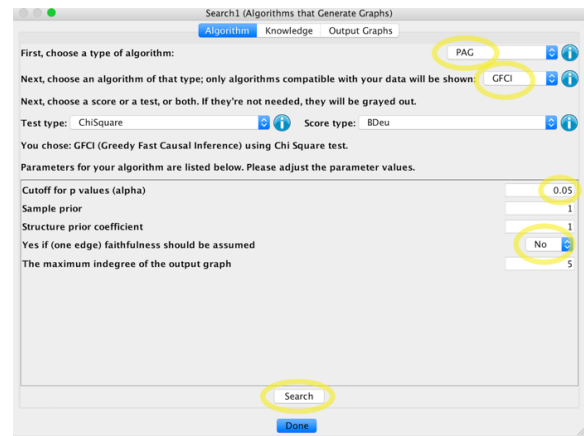 Search1 (Algorithms that Generate Graphs)
Algorithm Knowledge Output Graphs
First, choose a type of algorithm: PAG
Next, choose an algorithm of that type; only algorithms compatible with your data will be shown: GFCI
Next, choose a score or a test, or both. If they're not needed, they will be grayed out.
Test type: ChiSquare Score type: BDeu
You chose: GFCI (Greedy Fast Causal Inference) using Chi Square test.
Parameters for your algorithm are listed below. Please adjust the parameter values.
Cutoff for p values (alpha) 0.05
Sample prior 1
Structure prior coefficient 1
Yes if (one edge) faithfulness should be assumed No
The maximum indegree of the output graph 5
Search
Done